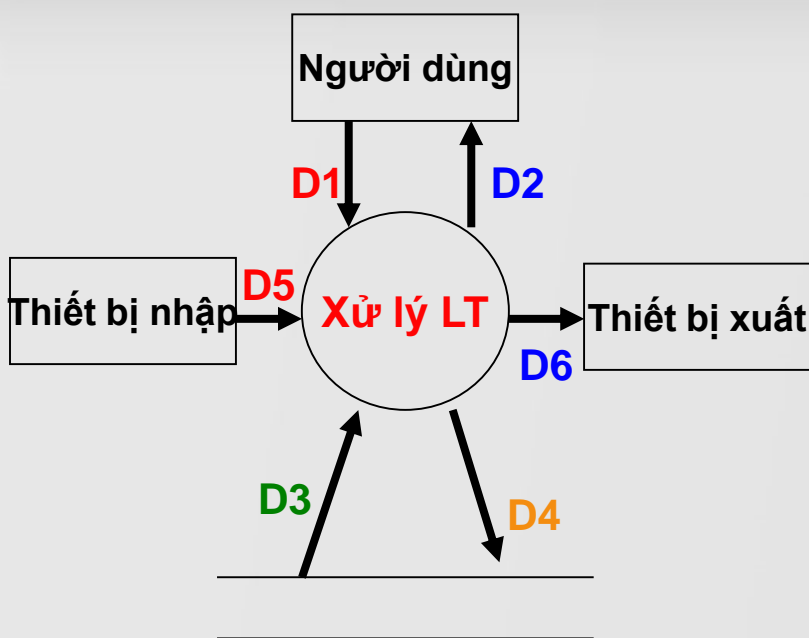 Người dùng
D1
D2
Thiết bị nhập
D5
Xử lý LT
Thiết bị xuất
D6
D3
D4